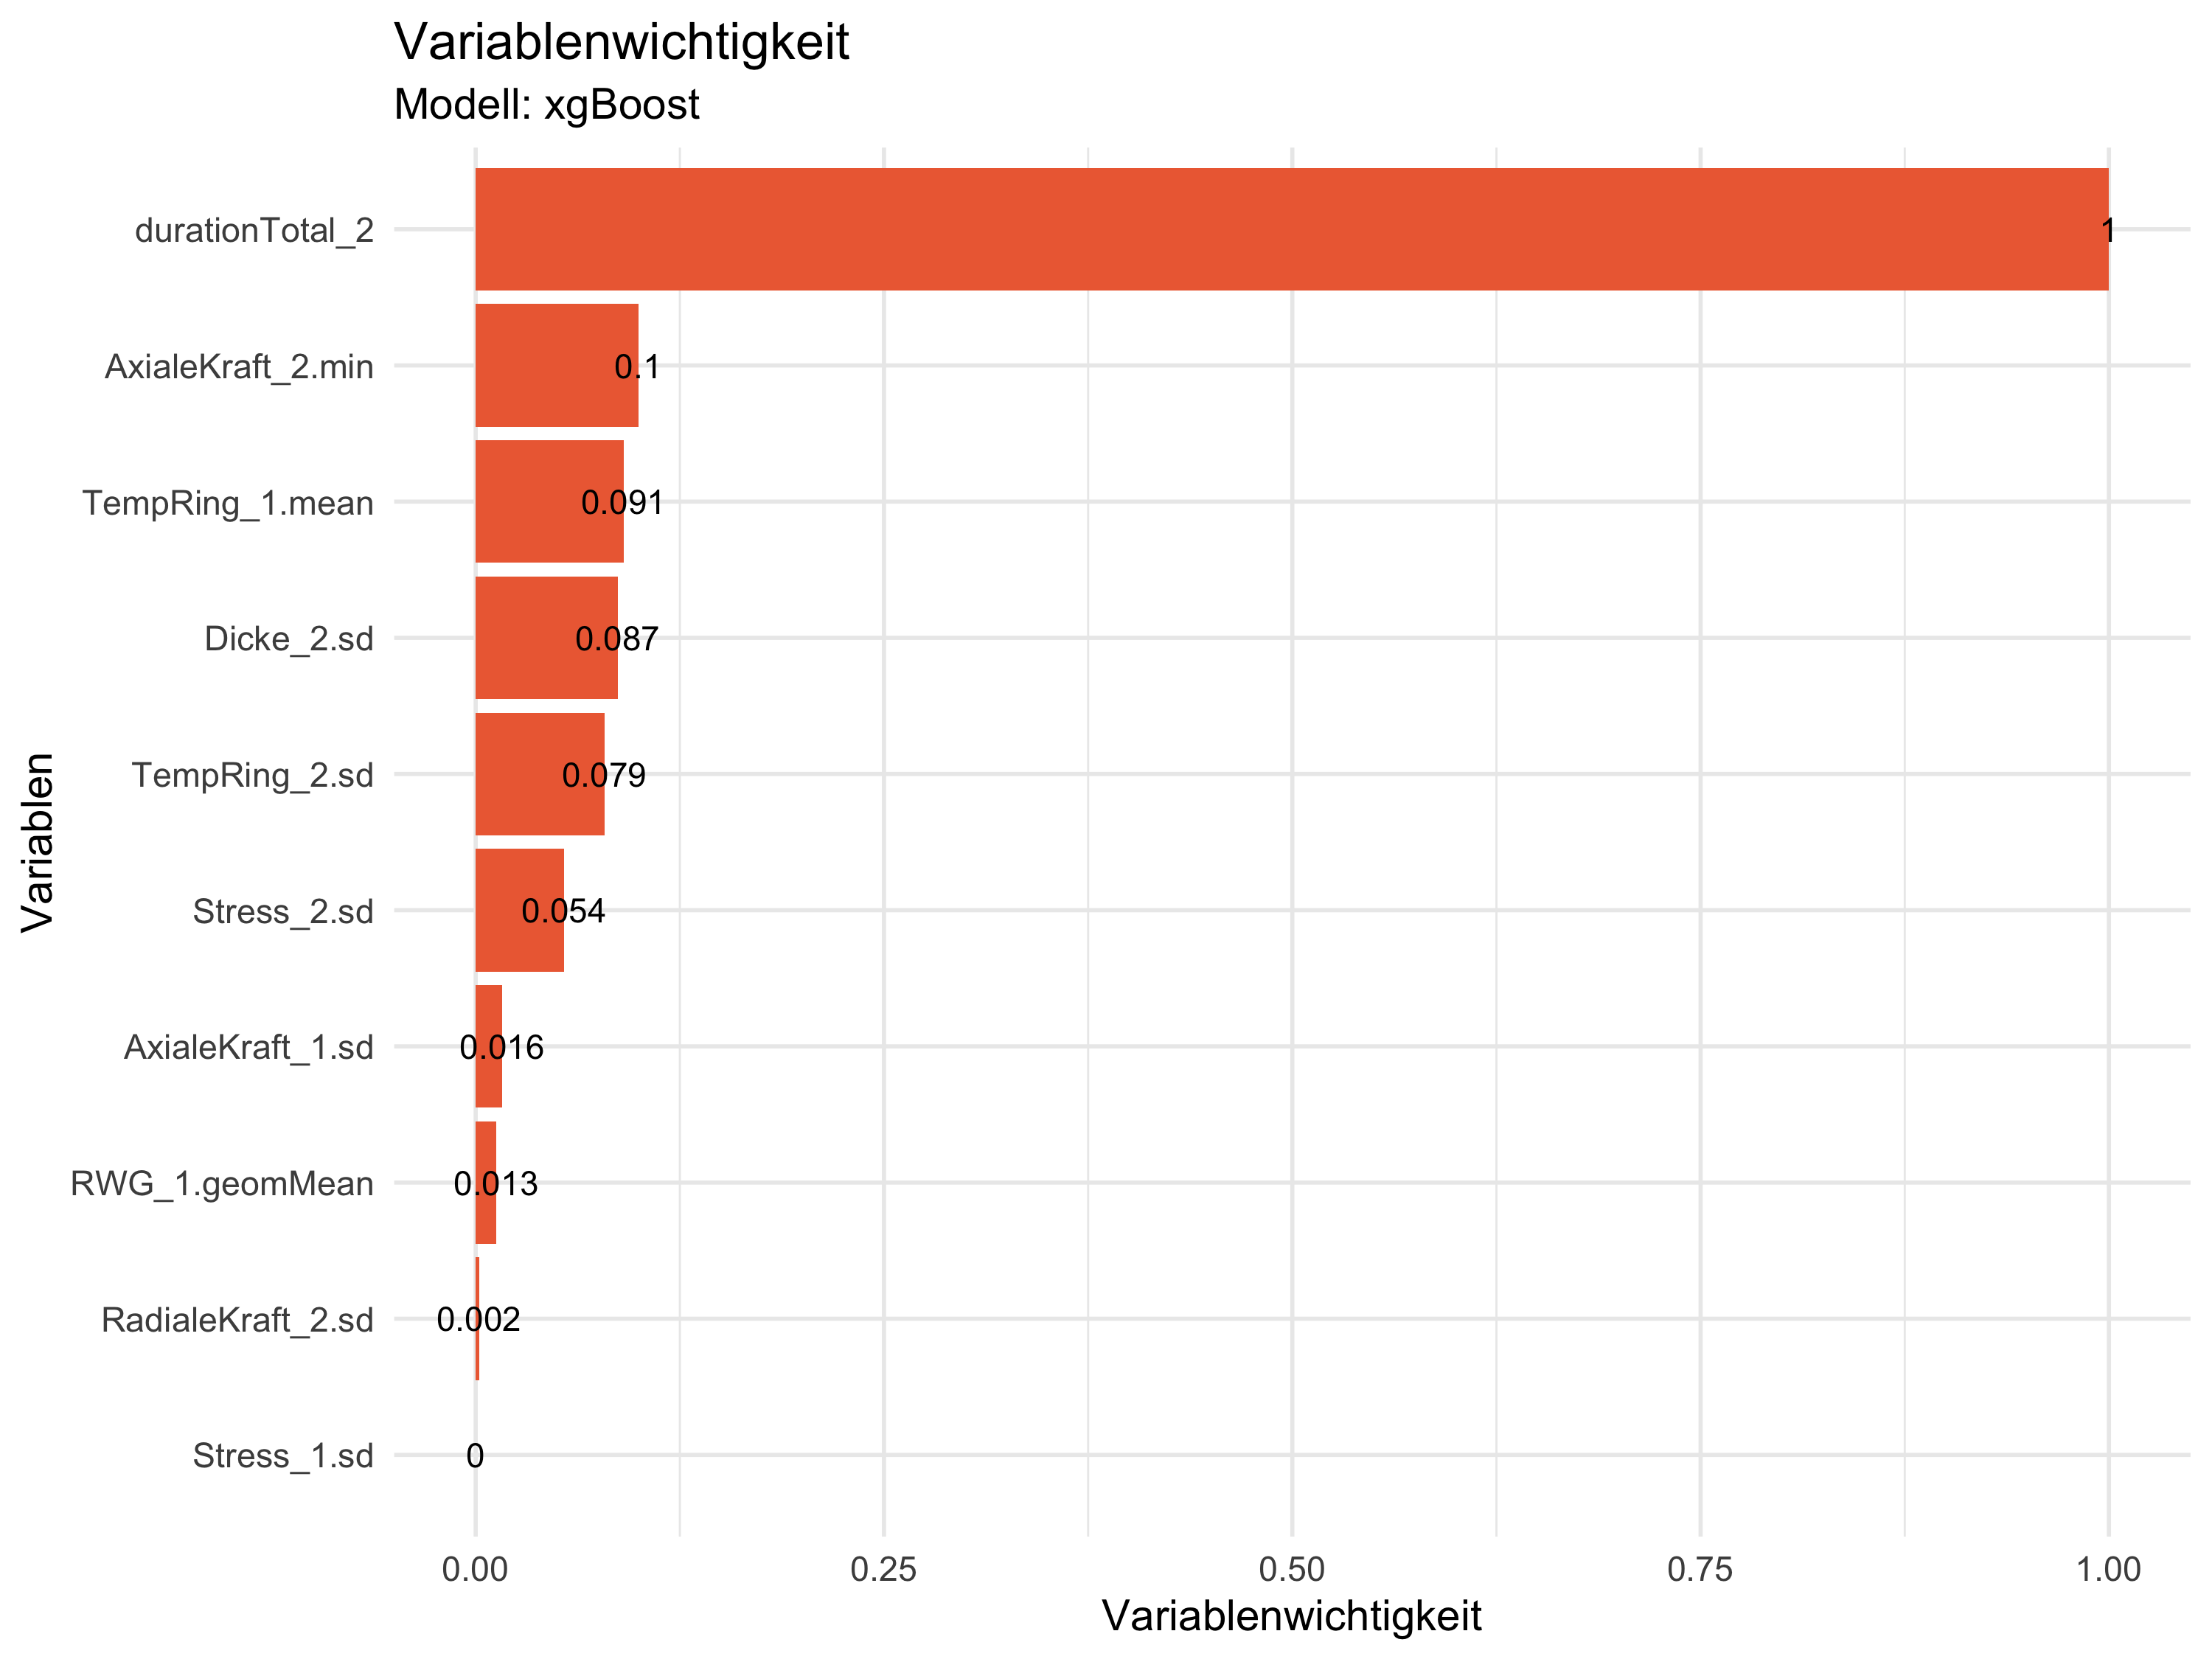 Variablenwichtigkeit
Modell: xgBoost
Variablen
durationTotal_2 1
AxialeKraft_2.min 0.1
TempRing_1.mean 0.091
Dicke_2.sd 0.087
TempRing_2.sd 0.079
Stress_2.sd 0.054
AxialeKraft_1.sd 0.016
RWG_1.geomMean 0.013
RadialeKraft_2.sd 0.002
Stress_1.sd 0
0.00 0.25 0.50 0.75 1.00
Variablenwichtigkeit